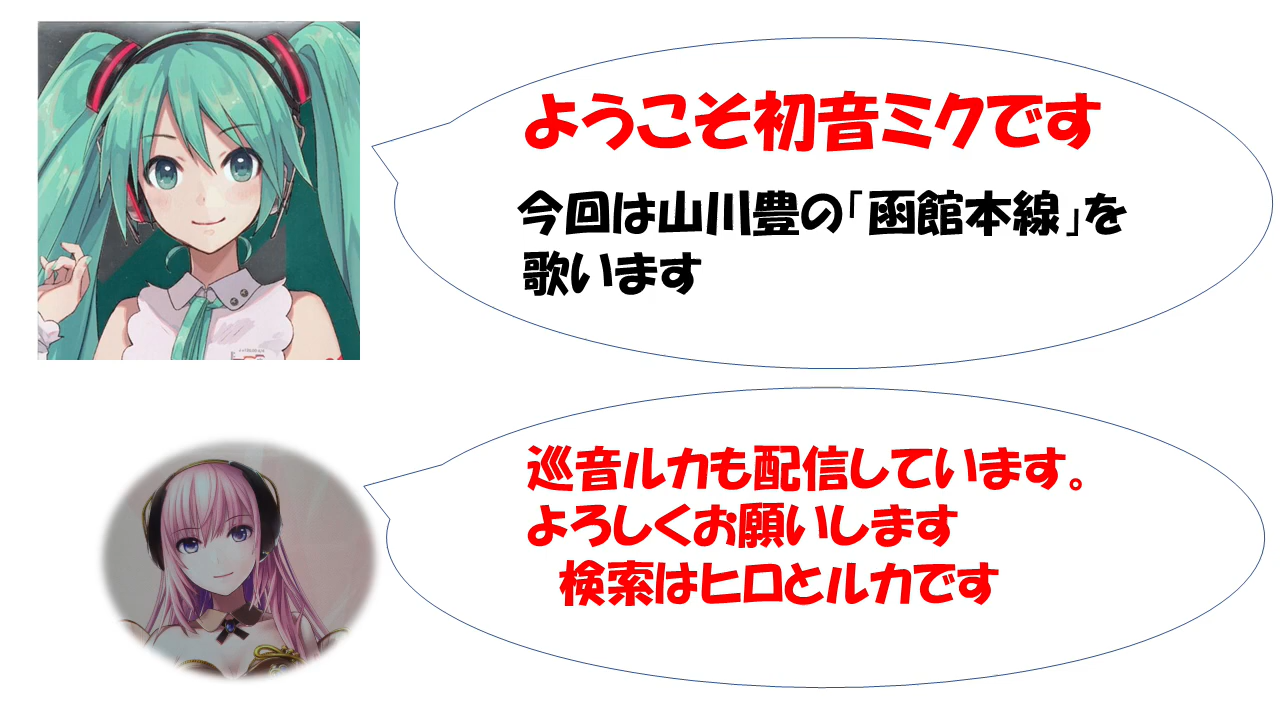 ようこそ初音ミクです
今回は山川豊の「函館本線」を
歌います
巡音ルカも配信しています。
よろしくお願いします
検索はヒロとルカです